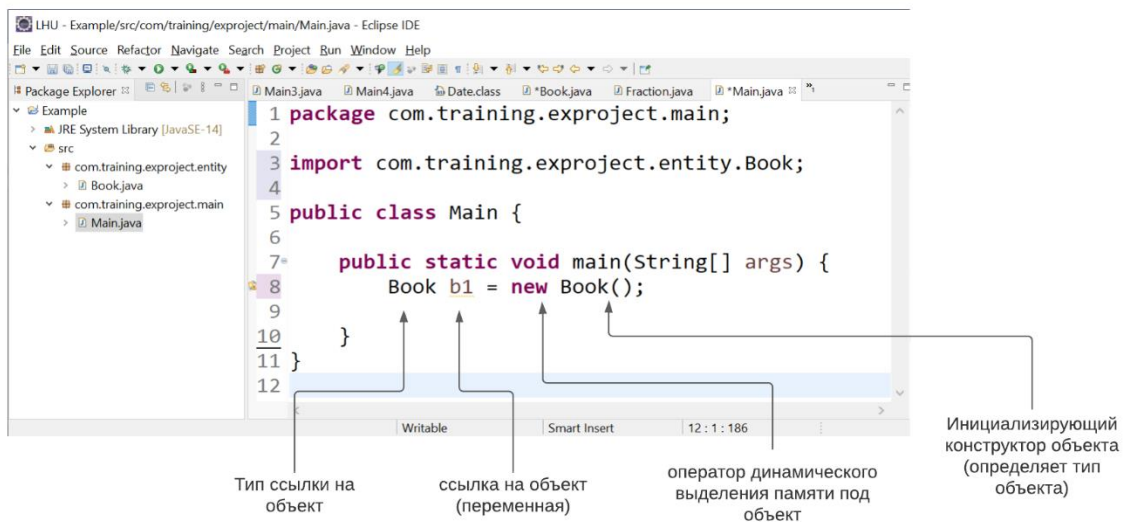 LHU - Example/src/com/training/exproject/main/Main.java - Eclipse IDE
File Edit Source Refactor Navigate Search Project Run Window Help
Package Explorer
Main3.java Main4.java Date.class *Book.java Fraction.java *Main.java
Example
JRE System Library [JavaSE-14]
src
com.training.exproject.entity
Book.java
com.training.exproject.main
Main.java
1 package com.training.exproject.main;
2
3 import com.training.exproject.entity.Book;
4
5 public class Main {
6
7 public static void main(String[] args) {
8 Book b1 = new Book();
9
10 }
11 }
12
Writable Smart Insert 12 : 1 : 186
Тип ссылки на
объект
ссылка на объект
(переменная)
оператор динамического
выделения памяти под
объект
Инициализирующий
конструктор объекта
(определяет тип
объекта)